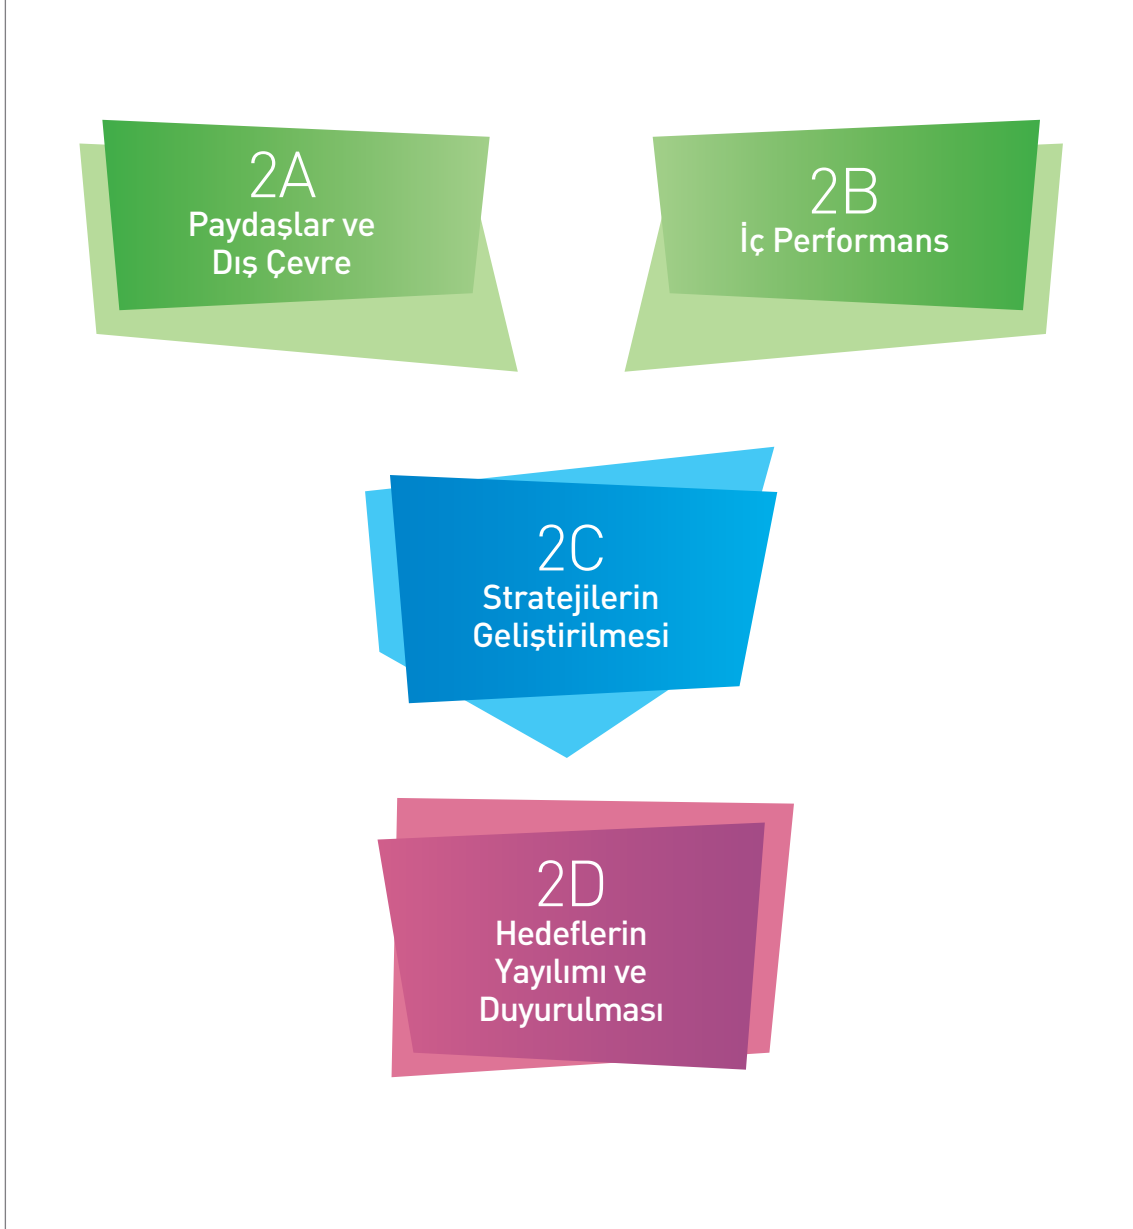 2A
Paydaşlar ve
Dış Çevre
2B
İç Performans
2C
Stratejilerin
Geliştirilmesi
2D
Hedeflerin
Yayılımı ve
Duyurulması